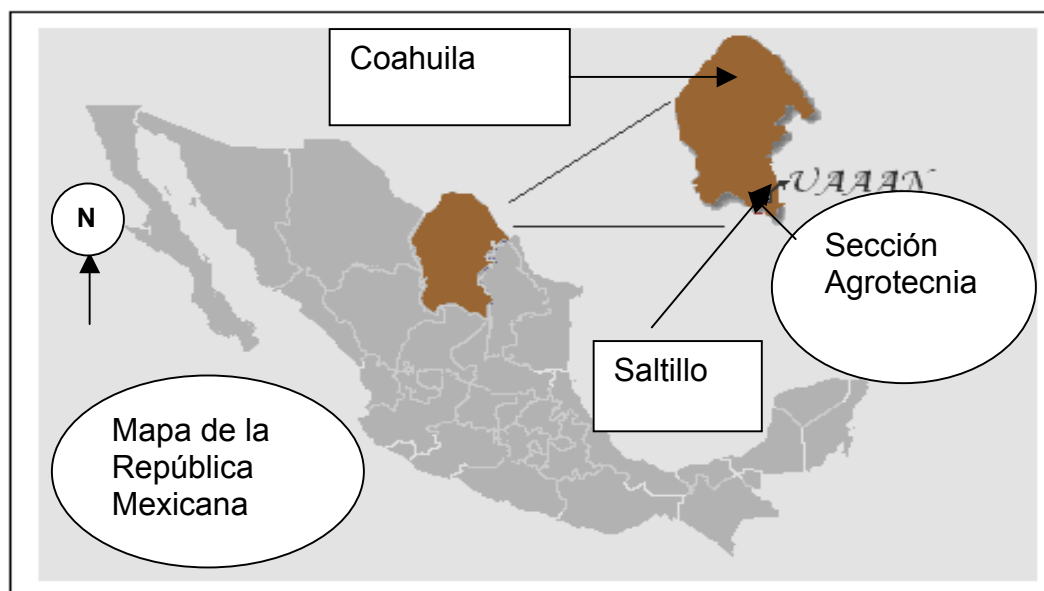 Coahuila
UAAAN
N
Sección
Agrotecnia
Saltillo
Mapa de la
República
Mexicana